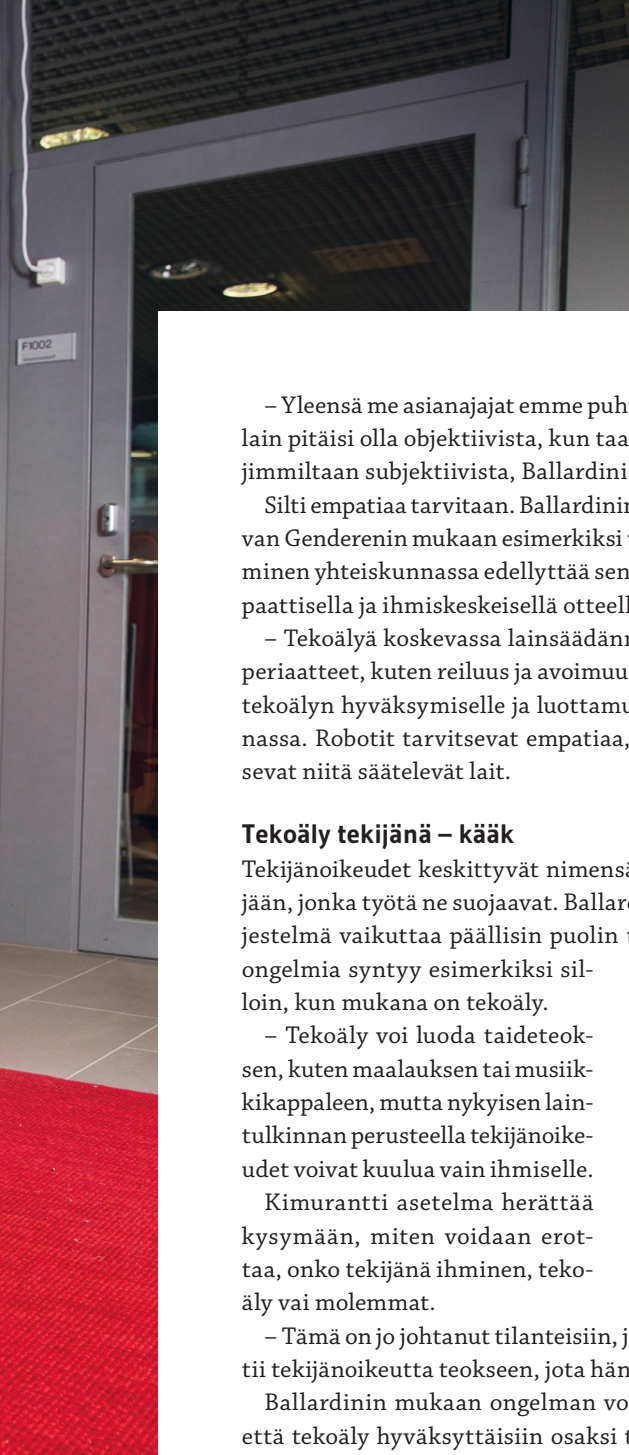 F1002
– Yleensä me asianajajat emme
lain pitäisi olla objektiivista, kun taa
jimmiltaan subjektiivista, Ballardini
Silti empatiaa tarvitaan. Ballardinin
van Genderenin mukaan esimerkiksi
minen yhteiskunnassa edellyttää sen
paattisella ja ihmiskeskeisellä otteell
– Tekoälyä koskevassa lainsäädänn
periaatteet, kuten reiluus ja avoimuu
tekoälyn hyväksymiselle ja luottamu
nassa. Robotit tarvitsevat empatiaa,
sevat niitä säätelevät lait.
Tekoäly tekijänä – kääk
Tekijänoikeudet keskittyvät nimensä
jään, jonka työtä ne suojaavat. Ballard
jestelmä vaikuttaa päällisin puolin
ongelmia syntyy esimerkiksi sil-
loin, kun mukana on tekoäly.
– Tekoäly voi luoda taideteok-
sen, kuten maalauksen tai musiik-
kikappaleen, mutta nykyisen lain-
tulkinnan perusteella tekijänoike-
udet voivat kuulua vain ihmiselle.
Kimurantti asetelma herättää
kysymään, miten voidaan erot-
taa, onko tekijänä ihminen, teko-
äly vai molemmat.
– Tämä on jo johtanut tilanteisiin, j
tii tekijänoikeutta teokseen, jota hän
Ballardinin mukaan ongelman vo
että tekoäly hyväksyttäisiin osaksi t